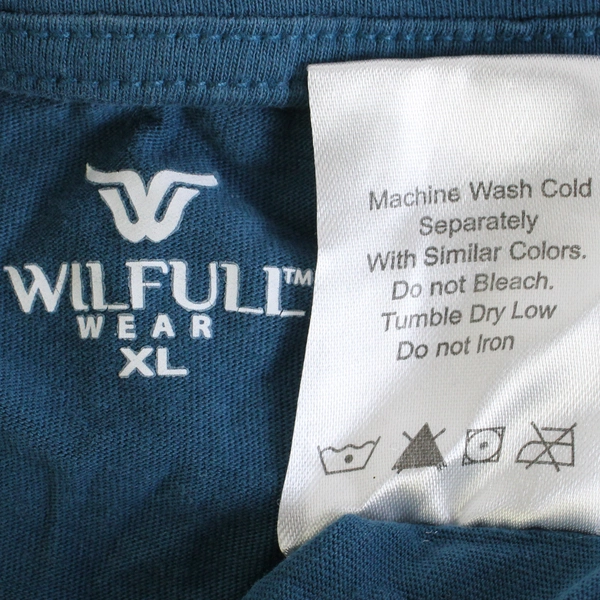 WILFULL™
WEAR
XL
Machine Wash Cold
Separately
With Similar Colors.
Do not Bleach.
Tumble Dry Low
Do not Iron